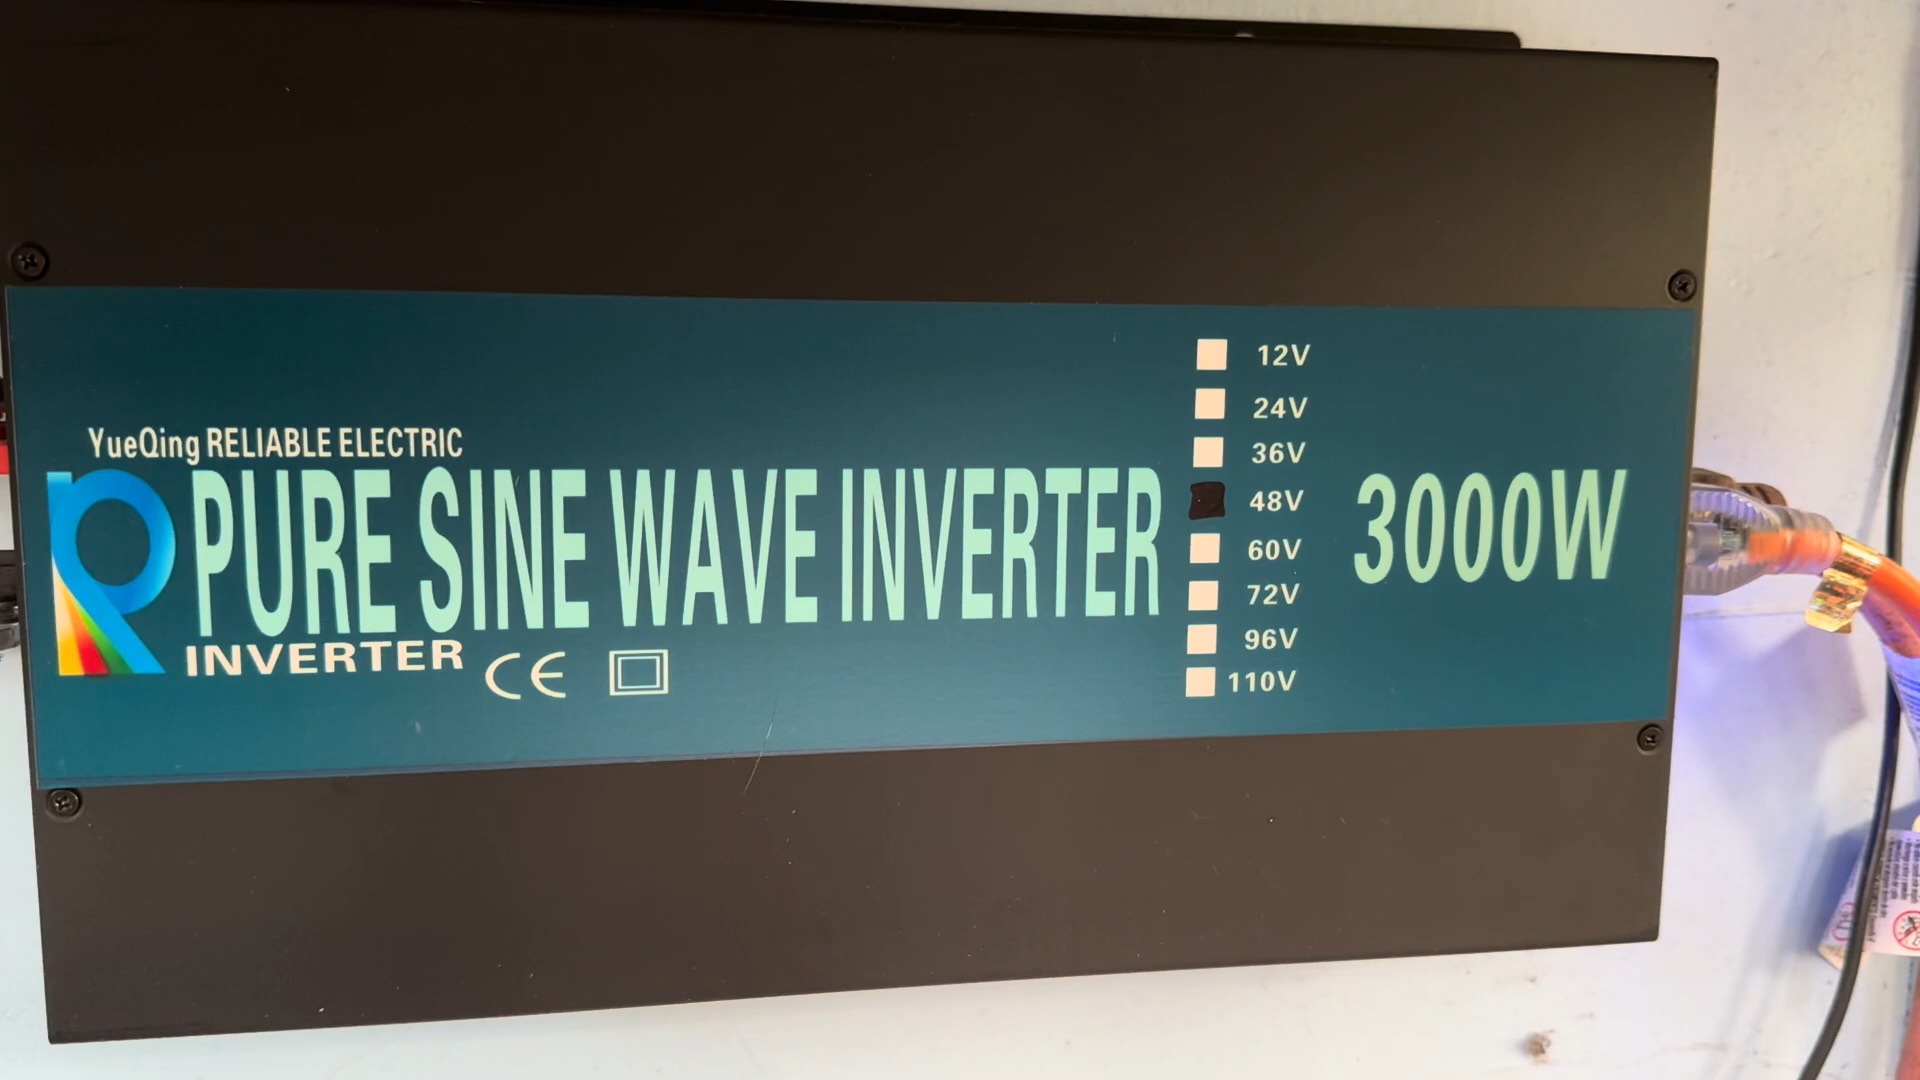 YueQing RELIABLE ELECTRIC
PURE SINE WAVE INVERTER
INVERTER
CE
12V
24V
36V
48V
60V
72V
96V
110V
3000W